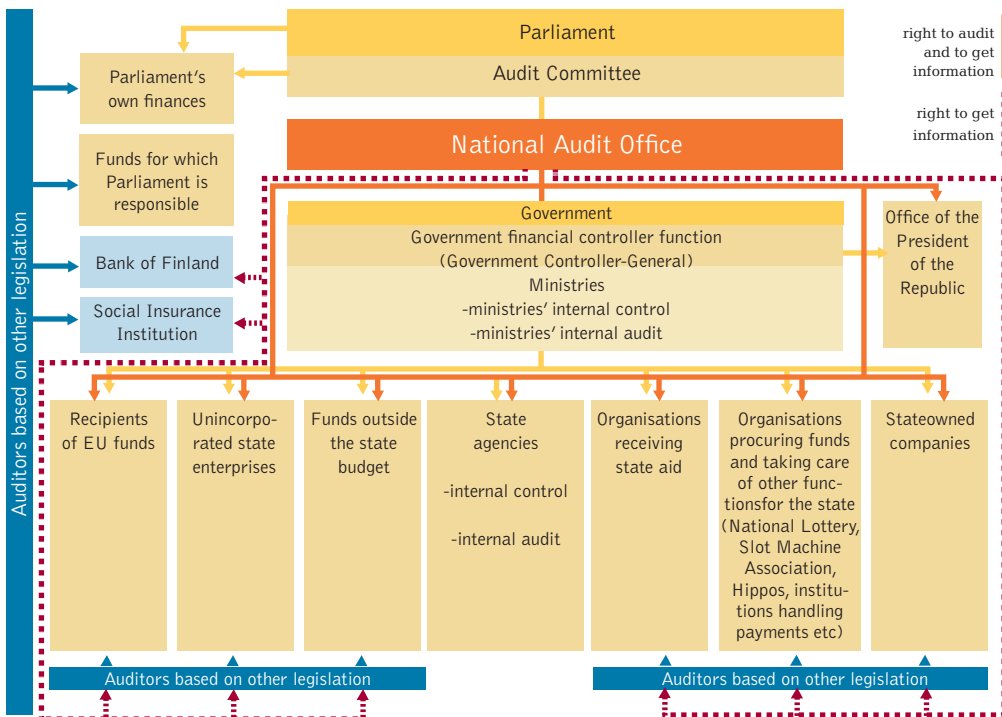 Parliament
Audit Committee
right to audit
and to get
information
right to get
information
Parliament's
own finances
National Audit Office
Funds for which
Parliament is
responsible
Government
Government financial controller function
(Government Controller-General)
Ministries
-ministries' internal control
-ministries' internal audit
Office of the
President
of the
Republic
Bank of Finland
Social Insurance
Institution
Auditors based on other legislation
Recipients
of EU funds
Unincorpo-
rated state
enterprises
Funds outside
the state
budget
State
agencies
-internal control
-internal audit
Organisations
receiving
state aid
Organisations
procuring funds
and taking care
of other func-
tionsfor the state
(National Lottery,
Slot Machine
Association,
Hippos, institu-
tions handling
payments etc)
Stateowned
companies
Auditors based on other legislation
Auditors based on other legislation